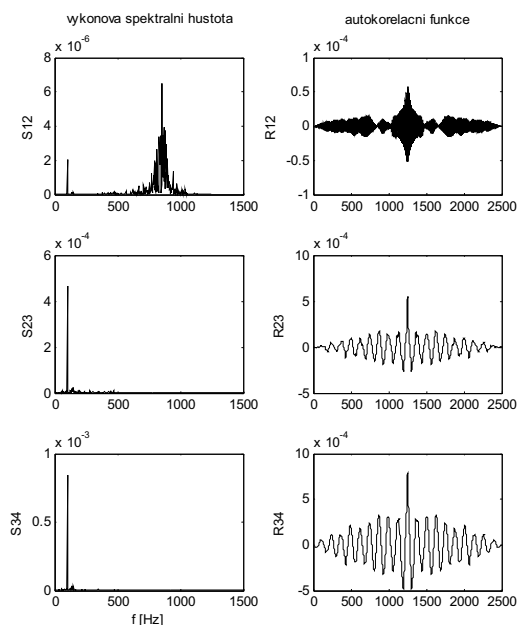 vykonova spektralni hustota
autokorelacni funkce
x 10-6
8
6
4
2
0
S12
0 500 1000 1500
x 10-4
1
0.5
0
-0.5
-1
R12
0 500 1000 1500 2000 2500
x 10-4
6
4
2
0
S23
0 500 1000 1500
x 10-4
10
5
0
-5
R23
0 500 1000 1500 2000 2500
x 10-3
1
0.5
0
S34
0 500 1000 1500
f [Hz]
x 10-4
10
5
0
-5
R34
0 500 1000 1500 2000 2500